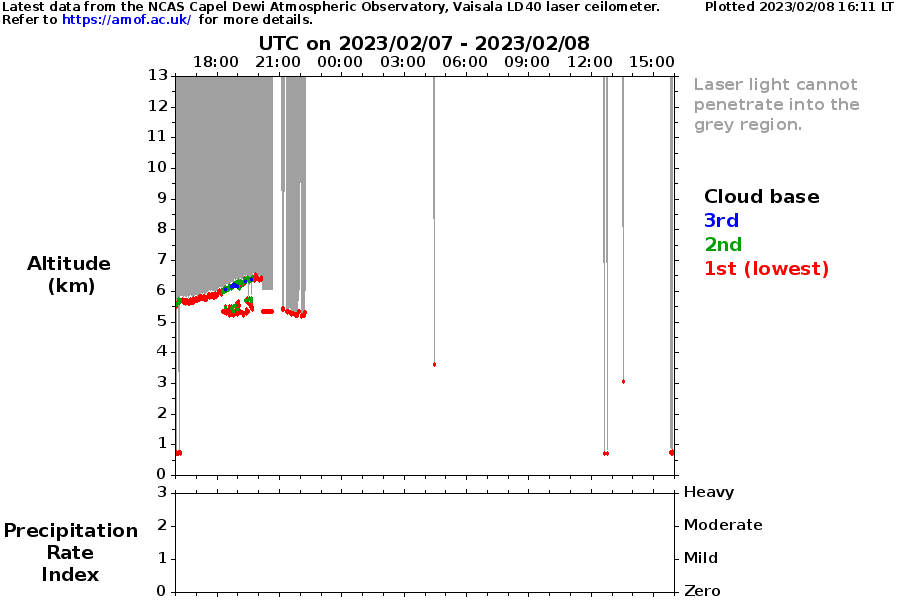 Latest data from the NCAS Capel Dewi Atmospheric Observatory, Vaisala LD40 laser ceilometer. Plotted 2023/02/08 16:11 LT
Refer to https://amof.ac.uk/ for more details.
UTC on 2023/02/07 - 2023/02/08
18:00 21:00 00:00 03:00 06:00 09:00 12:00 15:00
13
12
11
10
9
8
7
6
5
4
3
2
1
0
Altitude
(km)
Laser light cannot
penetrate into the
grey region.
Cloud base
3rd
2nd
1st (lowest)
3 Heavy
2 Moderate
1 Mild
0 Zero
Precipitation
Rate
Index